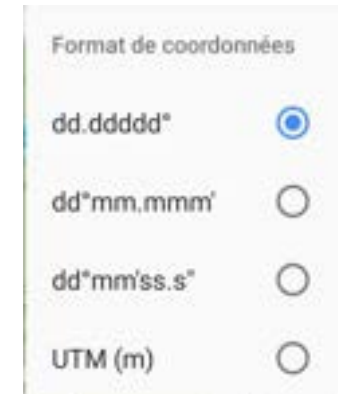 Format de coordonnées
dd.ddddd°
dd°mm.mmm'
dd°mm'ss.s"
UTM (m)